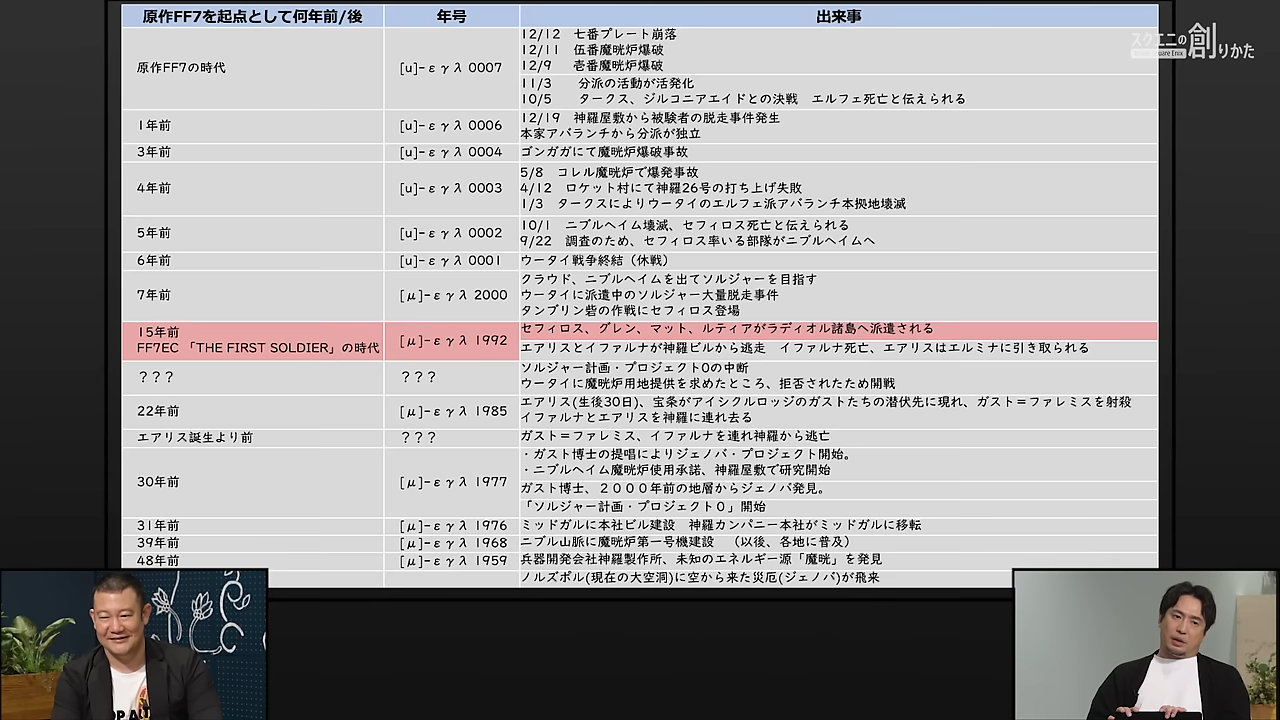 原作FF7を起点として何年前/後 年号 出来事
スクエニの創りかた
Square Enix
12/12 七番プレート崩落
12/11 伍番魔晄炉爆破
原作FF7の時代 [u]-εγλ 0007 12/9 壱番魔晄炉爆破
11/3 分派の活動が活発化
10/5 タークス、ジルコニアエイドとの決戦 エルフェ死亡と伝えられる
1年前 [u]-εγλ 0006 12/19 神羅屋敷から被験者の脱走事件発生
本家アバランチから分派が独立
3年前 [u]-εγλ 0004 ゴンガガにて魔晄炉爆破事故
5/8 コレル魔晄炉で爆発事故
4年前 [u]-εγλ 0003 4/12 ロケット村にて神羅26号の打ち上げ失敗
1/3 タークスによりウータイのエルフェ派アバランチ本拠地壊滅
5年前 [u]-εγλ 0002 10/1 ニブルヘイム壊滅、セフィロス死亡と伝えられる
9/22 調査のため、セフィロス率いる部隊がニブルヘイムへ
6年前 [u]-εγλ 0001 ウータイ戦争終結（休戦）
クラウド、ニブルヘイムを出てソルジャーを目指す
7年前 [μ]-εγλ 2000 ウータイに派遣中のソルジャー大量脱走事件
タンブリン砦の作戦にセフィロス登場
15年前 [μ]-εγλ 1992 セフィロス、グレン、マット、ルティアがラディオル諸島へ派遣される
FF7EC 「THE FIRST SOLDIER」の時代 エアリスとイファルナが神羅ビルから逃走 イファルナ死亡、エアリスはエルミナに引き取られる
？？？ ？？？ ソルジャー計画・プロジェクト0の中断
ウータイに魔晄炉用地提供を求めたところ、拒否されたため開戦
22年前 [μ]-εγλ 1985 エアリス(生後30日)、宝条がアイシクルロッジのガストたちの潜伏先に現れ、ガスト＝ファレミスを射殺
イファルナとエアリスを神羅に連れ去る
エアリス誕生より前 ？？？ ガスト＝ファレミス、イファルナを連れ神羅から逃亡
・ガスト博士の提唱によりジェノバ・プロジェクト開始。
・ニブルヘイム魔晄炉使用承諾、神羅屋敷で研究開始
30年前 [μ]-εγλ 1977 ガスト博士、２０００年前の地層からジェノバ発見。
「ソルジャー計画・プロジェクト０」開始
31年前 [μ]-εγλ 1976 ミッドガルに本社ビル建設 神羅カンパニー本社がミッドガルに移転
39年前 [μ]-εγλ 1968 ニブル山脈に魔晄炉第一号機建設 （以後、各地に普及）
48年前 [μ]-εγλ 1959 兵器開発会社神羅製作所、未知のエネルギー源「魔晄」を発見
ノルズポル(現在の大空洞)に空から来た災厄(ジェノバ)が飛来